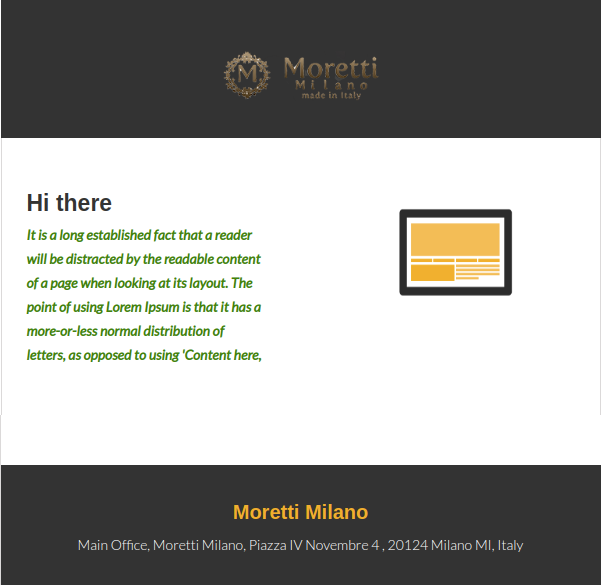 M
Moretti
Milano
made in Italy
Hi there
It is a long established fact that a reader
will be distracted by the readable content
of a page when looking at its layout. The
point of using Lorem Ipsum is that it has a
more-or-less normal distribution of
letters, as opposed to using 'Content here,
Moretti Milano
Main Office, Moretti Milano, Piazza IV Novembre 4 , 20124 Milano MI, Italy